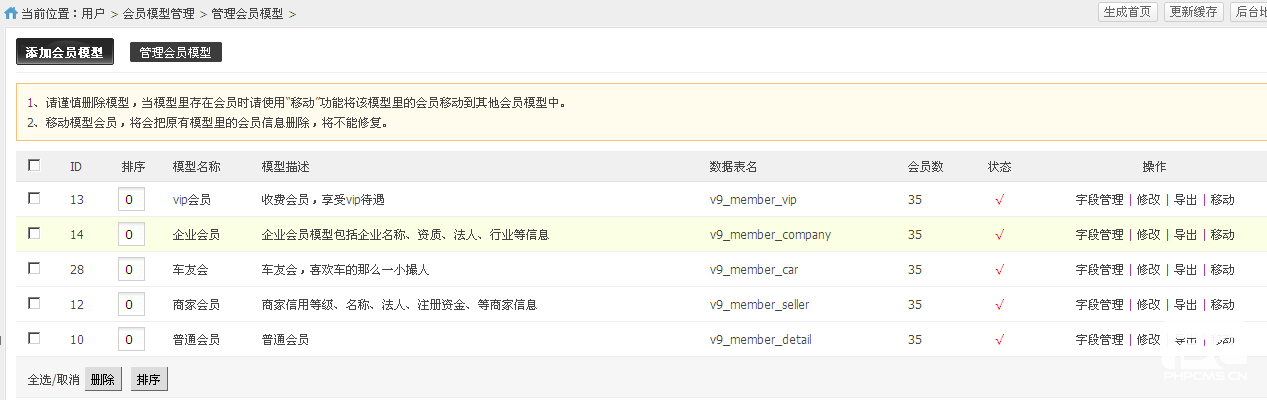 当前位置：用户 > 会员模型管理 > 管理会员模型 > 生成首页 更新缓存 后台地
添加会员模型 管理会员模型
1、请谨慎删除模型，当模型里存在会员时请使用"移动"功能将该模型里的会员移动到其他会员模型中。
2、移动模型会员，将会把原有模型里的会员信息删除，将不能修复。
ID 排序 模型名称 模型描述 数据表名 会员数 状态 操作
13 0 vip会员 收费会员，享受vip待遇 v9_member_vip 35 √ 字段管理 | 修改 | 导出 | 移动
14 0 企业会员 企业会员模型包括企业名称、资质、法人、行业等信息 v9_member_company 35 √ 字段管理 | 修改 | 导出 | 移动
28 0 车友会 车友会，喜欢车的那么一小撮人 v9_member_car 35 √ 字段管理 | 修改 | 导出 | 移动
12 0 商家会员 商家信用等级、名称、法人、注册资金、等商家信息 v9_member_seller 35 √ 字段管理 | 修改 | 导出 | 移动
10 0 普通会员 普通会员 v9_member_detail 35 √ 字段管理 | 修改 | 导出 | 移动
全选/取消 删除 排序
PHPCMS.CN